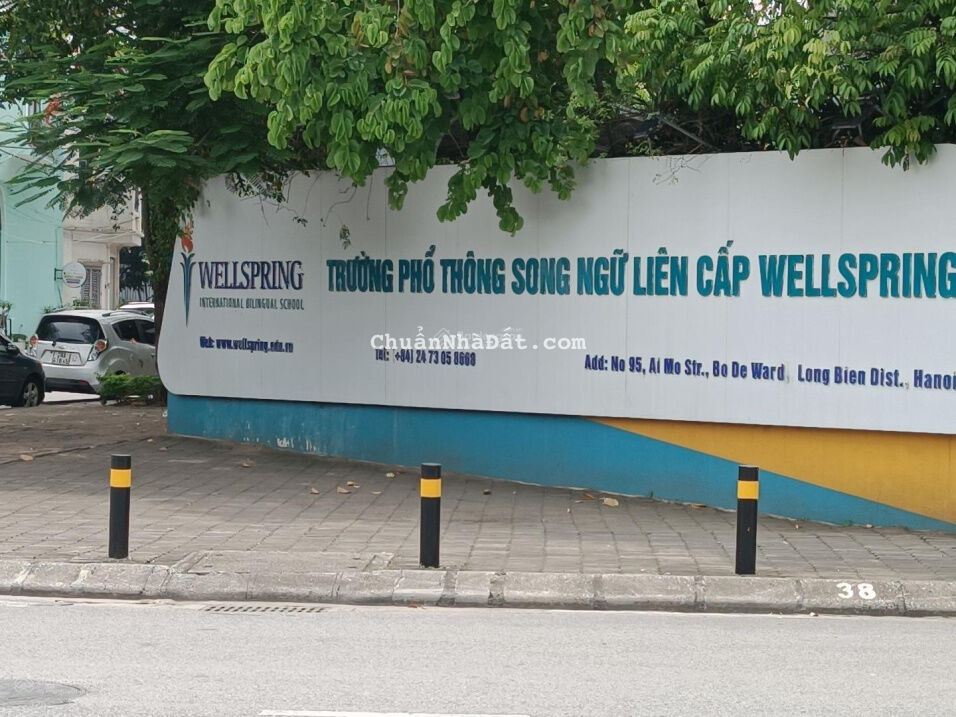 WELLSPRING
INTERNATIONAL BILINGUAL SCHOOL
TRƯỜNG PHỔ THÔNG SONG NGỮ LIÊN CẤP WELLSPRING
Web: www.wellspring.edu.vn
Tel: (+84) 24 73 05 8668
Add: No 95, Ai Mo Str., Bo De Ward, Long Bien Dist., Hanoi
ChuẩnNhàĐất.com
38